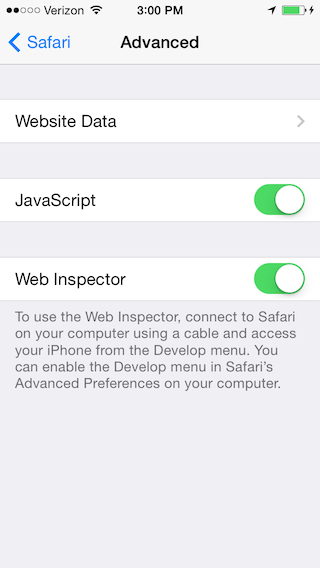 Verizon 3:00 PM
Safari Advanced
Website Data
JavaScript
Web Inspector
To use the Web Inspector, connect to Safari
on your computer using a cable and access
your iPhone from the Develop menu. You
can enable the Develop menu in Safari's
Advanced Preferences on your computer.